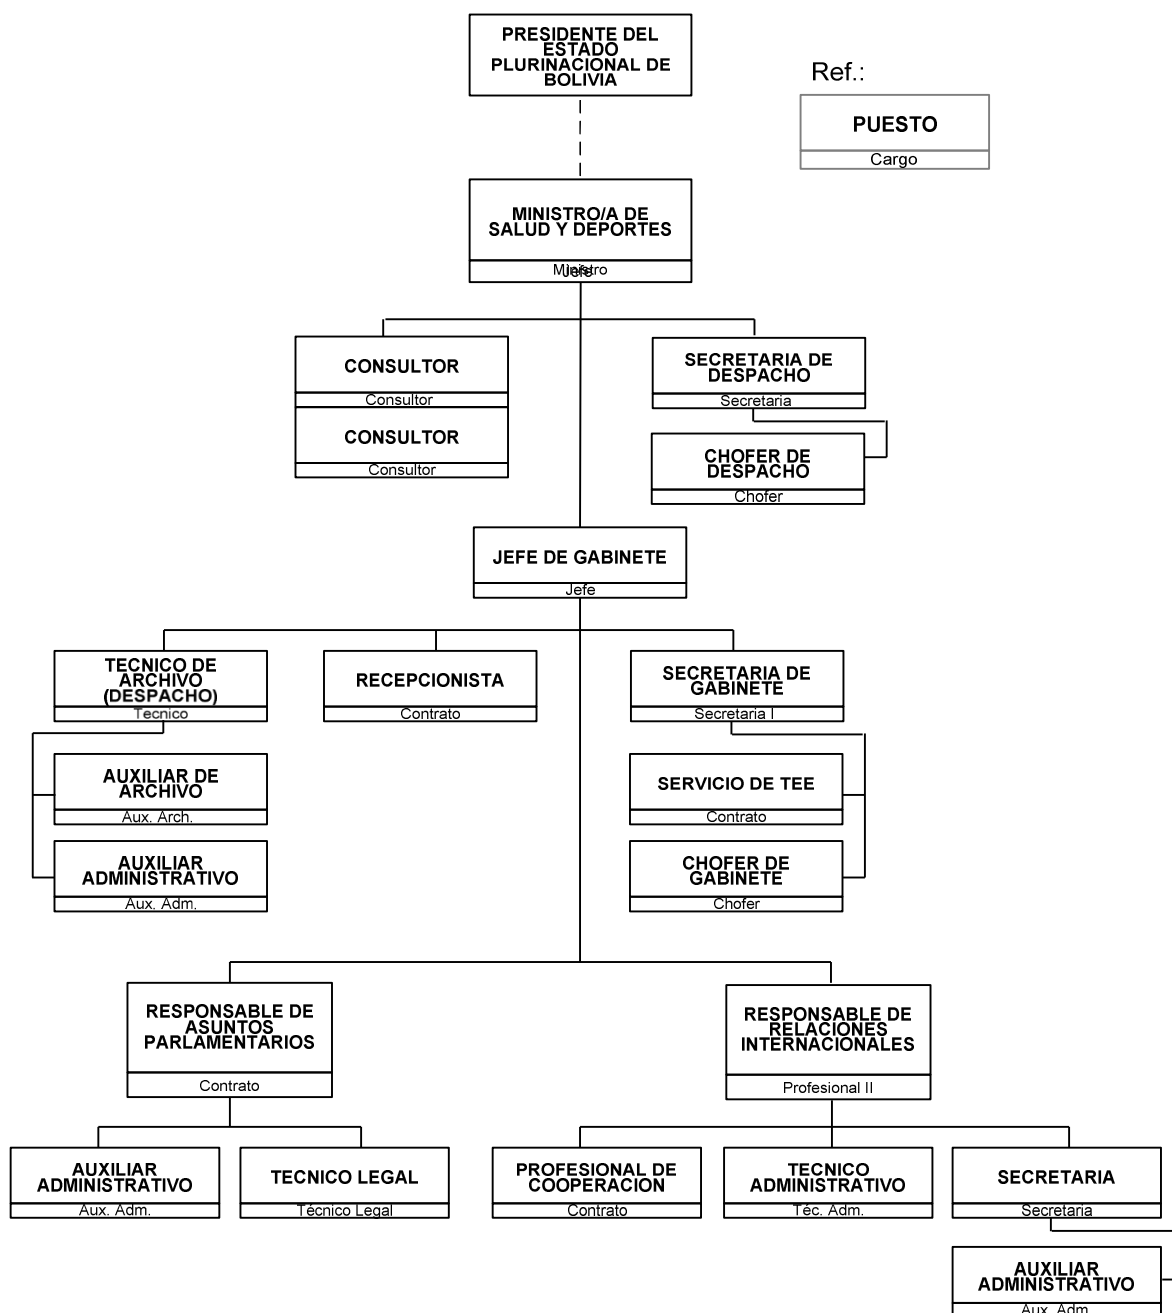 PRESIDENTE DEL
ESTADO
PLURINACIONAL DE
BOLIVIA
Ref.:
PUESTO
Cargo
MINISTRO/A DE
SALUD Y DEPORTES
Ministro
Jefe
CONSULTOR
Consultor
CONSULTOR
Consultor
SECRETARIA DE
DESPACHO
Secretaria
CHOFER DE
DESPACHO
Chofer
JEFE DE GABINETE
Jefe
TECNICO DE
ARCHIVO
(DESPACHO)
Tecnico
RECEPCIONISTA
Contrato
SECRETARIA DE
GABINETE
Secretaria I
AUXILIAR DE
ARCHIVO
Aux. Arch.
SERVICIO DE TEE
Contrato
AUXILIAR
ADMINISTRATIVO
Aux. Adm.
CHOFER DE
GABINETE
Chofer
RESPONSABLE DE
ASUNTOS
PARLAMENTARIOS
Contrato
RESPONSABLE DE
RELACIONES
INTERNACIONALES
Profesional II
AUXILIAR
ADMINISTRATIVO
Aux. Adm.
TECNICO LEGAL
Técnico Legal
PROFESIONAL DE
COOPERACION
Contrato
TECNICO
ADMINISTRATIVO
Téc. Adm.
SECRETARIA
Secretaria
AUXILIAR
ADMINISTRATIVO
Aux. Adm.